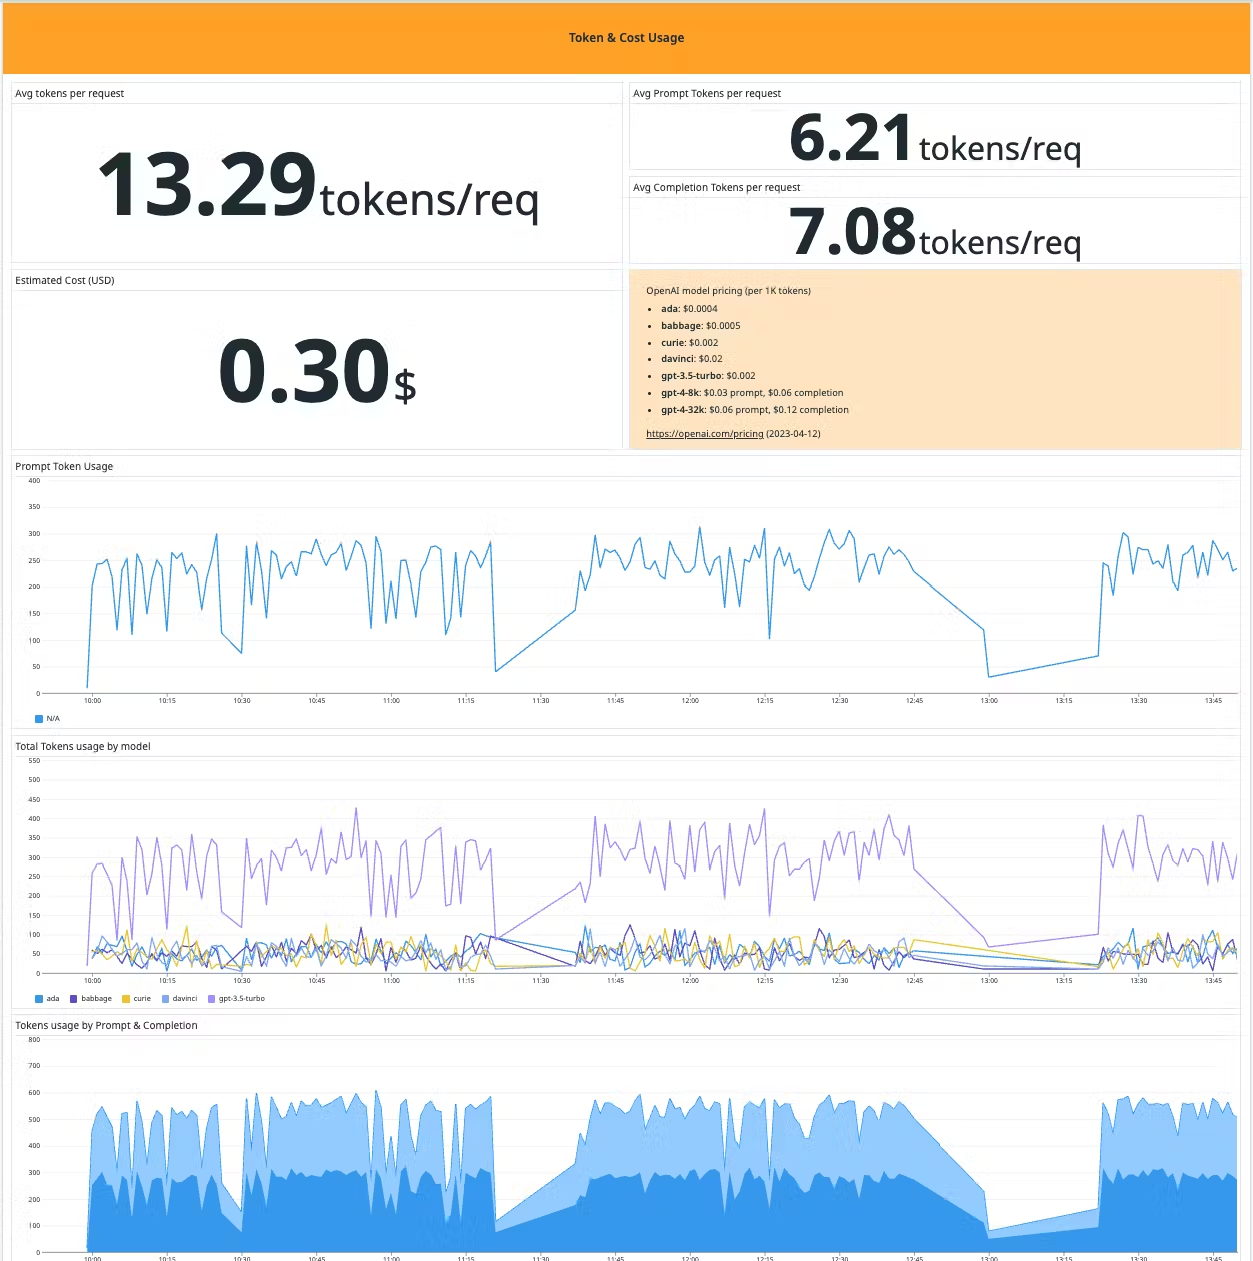 Token & Cost Usage
Avg tokens per request
13.29tokens/req
Avg Prompt Tokens per request
6.21tokens/req
Avg Completion Tokens per request
7.08tokens/req
Estimated Cost (USD)
0.30$
OpenAI model pricing (per 1K tokens)
• ada: $0.0004
• babbage: $0.0005
• curie: $0.002
• davinci: $0.02
• gpt-3.5-turbo: $0.002
• gpt-4-8k: $0.03 prompt, $0.06 completion
• gpt-4-32k: $0.06 prompt, $0.12 completion
https://openai.com/pricing (2023-04-12)
Prompt Token Usage
400
350
300
250
200
150
100
50
0
10:00 10:15 10:30 10:45 11:00 11:15 11:30 11:45 12:00 12:15 12:30 12:45 13:00 13:15 13:30 13:45
N/A
Total Tokens usage by model
550
500
450
400
350
300
250
200
150
100
50
0
10:00 10:15 10:30 10:45 11:00 11:15 11:30 11:45 12:00 12:15 12:30 12:45 13:00 13:15 13:30 13:45
ada babbage curie davinci gpt-3.5-turbo
Tokens usage by Prompt & Completion
800
700
600
500
400
300
200
100
0
10:00 10:15 10:30 10:45 11:00 11:15 11:30 11:45 12:00 12:15 12:30 12:45 13:00 13:15 13:30 13:45